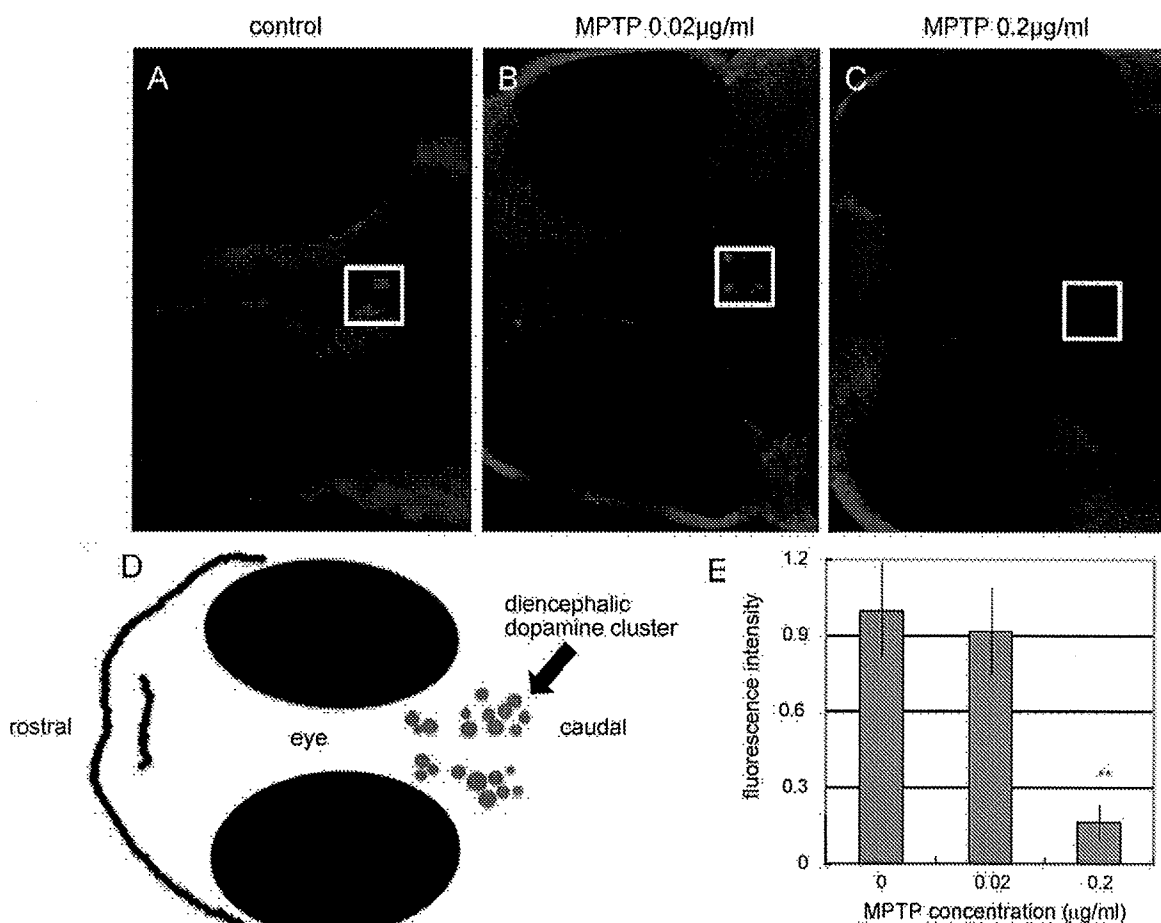 control
MPTP 0.02µg/ml
MPTP 0.2µg/ml
A
B
C
D
diencephalic
dopamine cluster
rostral
eye
caudal
E
fluorescence intensity
1.2
0.9
0.6
0.3
0
**
0
0.02
0.2
MPTP concentration (µg/ml)